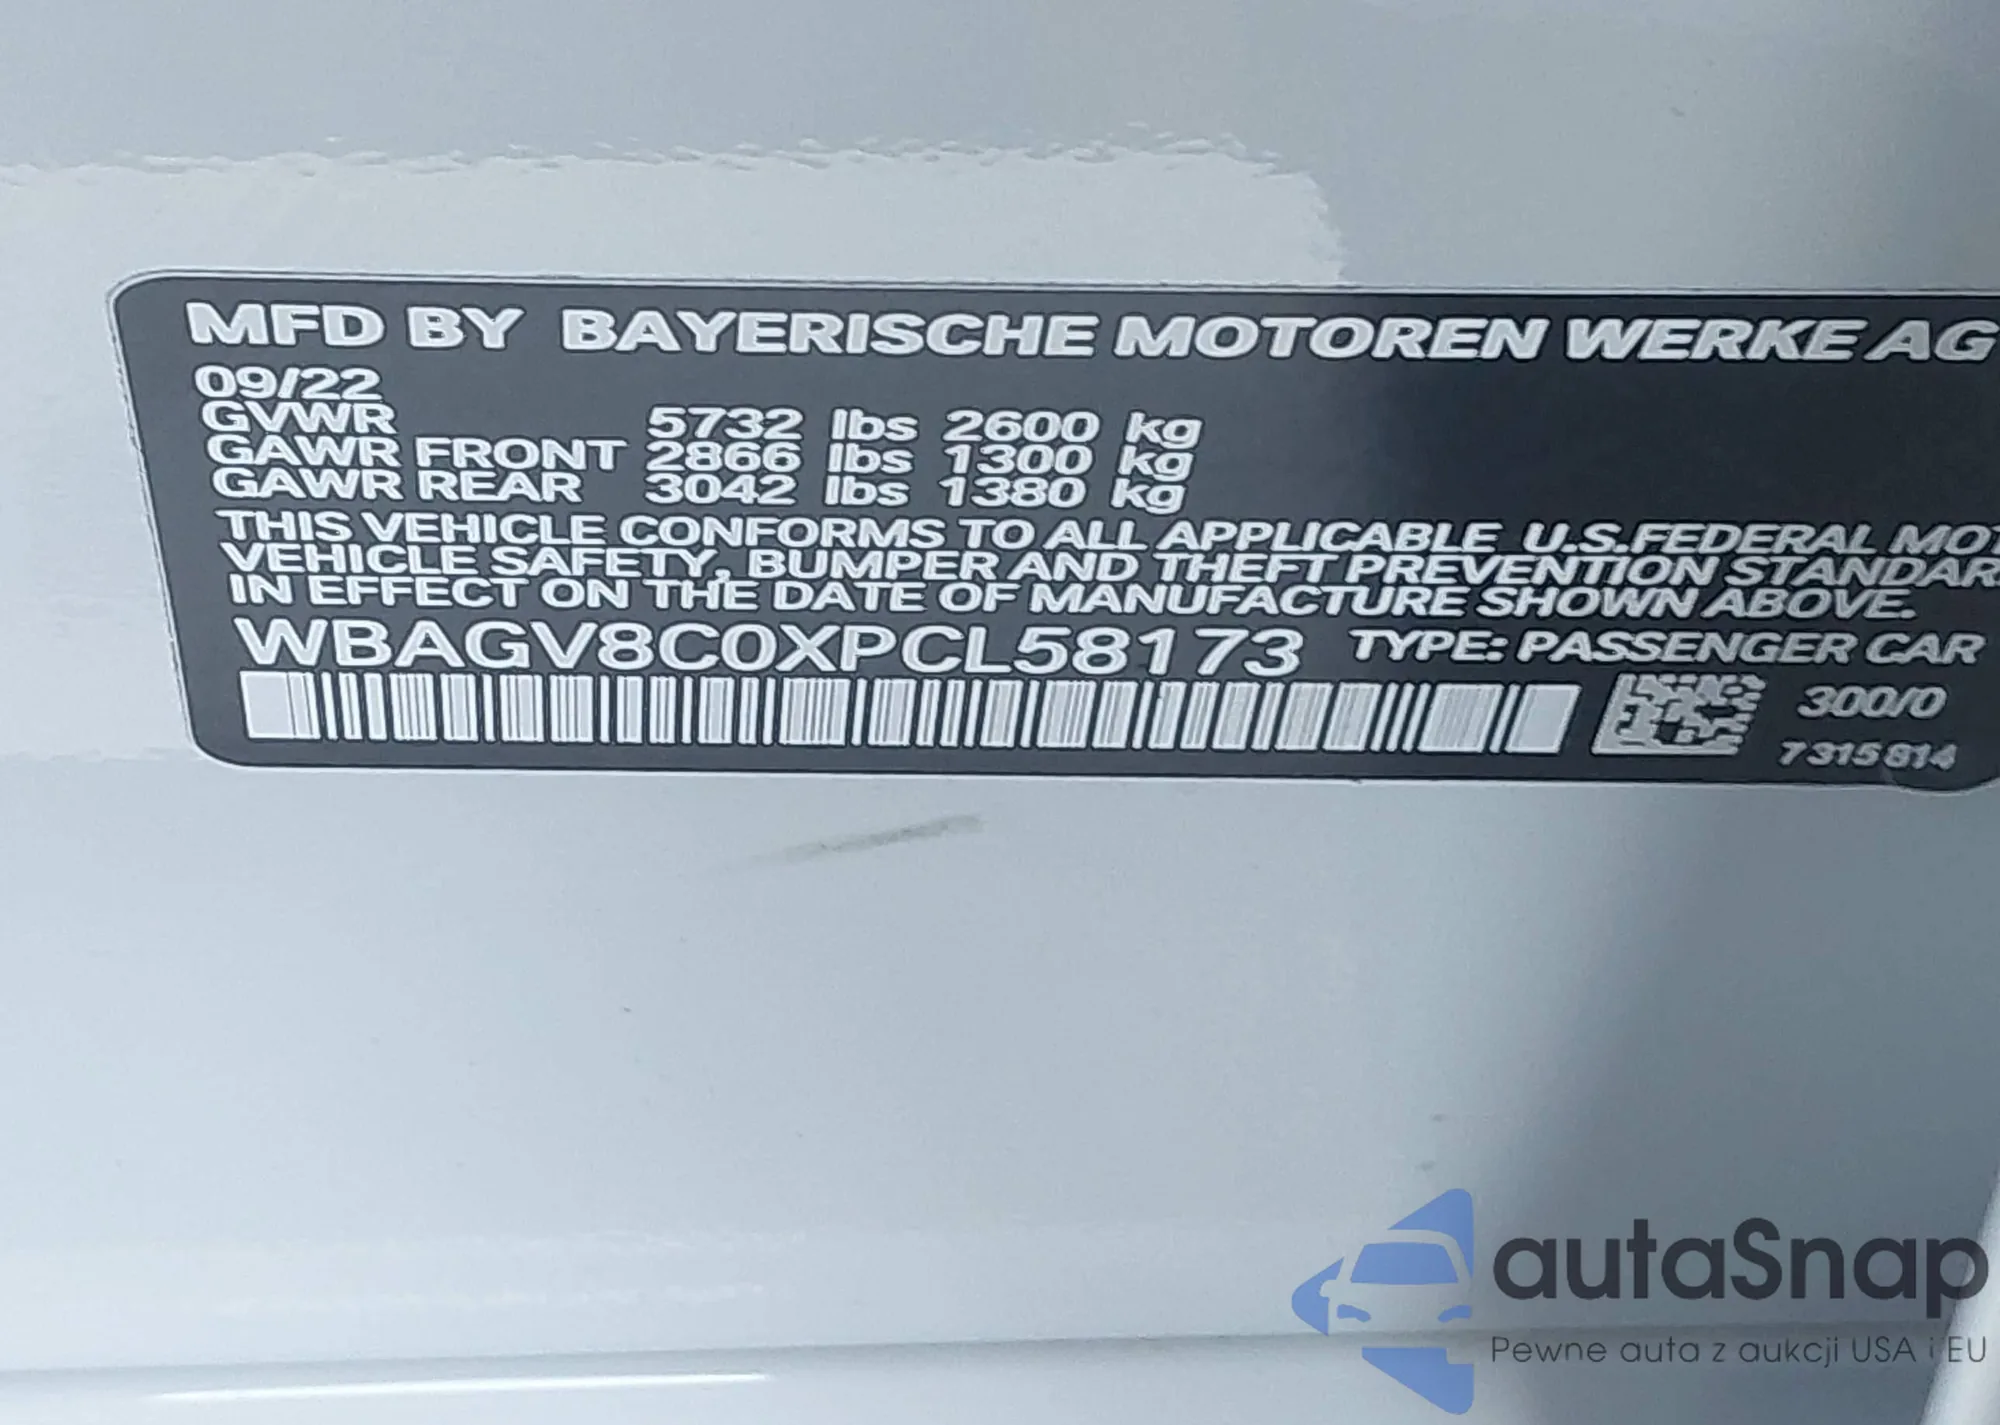 MFD BY BAYERISCHE MOTOREN WERKE AG
09/22
GVWR 5732 lbs 2600 kg
GAWR FRONT 2866 lbs 1300 kg
GAWR REAR 3042 lbs 1380 kg
THIS VEHICLE CONFORMS TO ALL APPLICABLE U.S.FEDERAL MOT
VEHICLE SAFETY, BUMPER AND THEFT PREVENTION STANDAR
IN EFFECT ON THE DATE OF MANUFACTURE SHOWN ABOVE.
WBAGV8C0XPCL58173 TYPE: PASSENGER CAR
300/0
7315814
autaSnap
Pewne auta z aukcji USA i EU